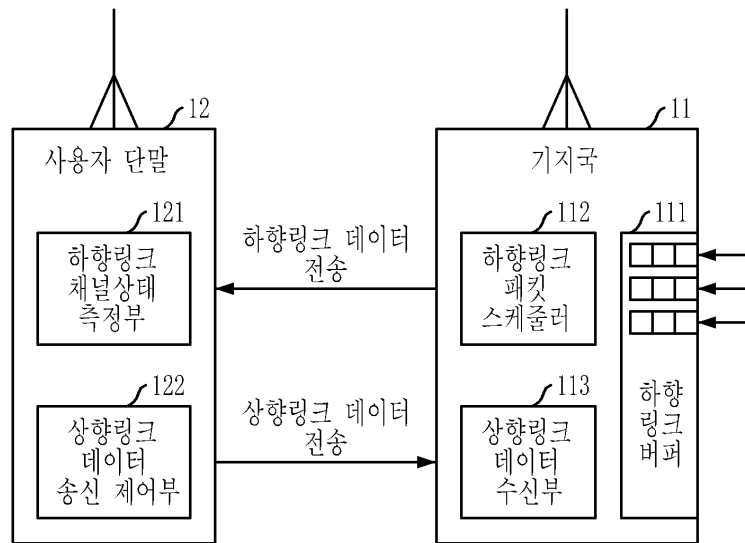 12
사용자 단말
121
하향링크
채널상태
측정부
122
상향링크
데이터
송신 제어부
하향링크 데이터
전송
상향링크 데이터
전송
11
기지국
112
하향링크
패킷
스케줄러
111
113
상향링크
데이터
수신부
하향
링크
버퍼